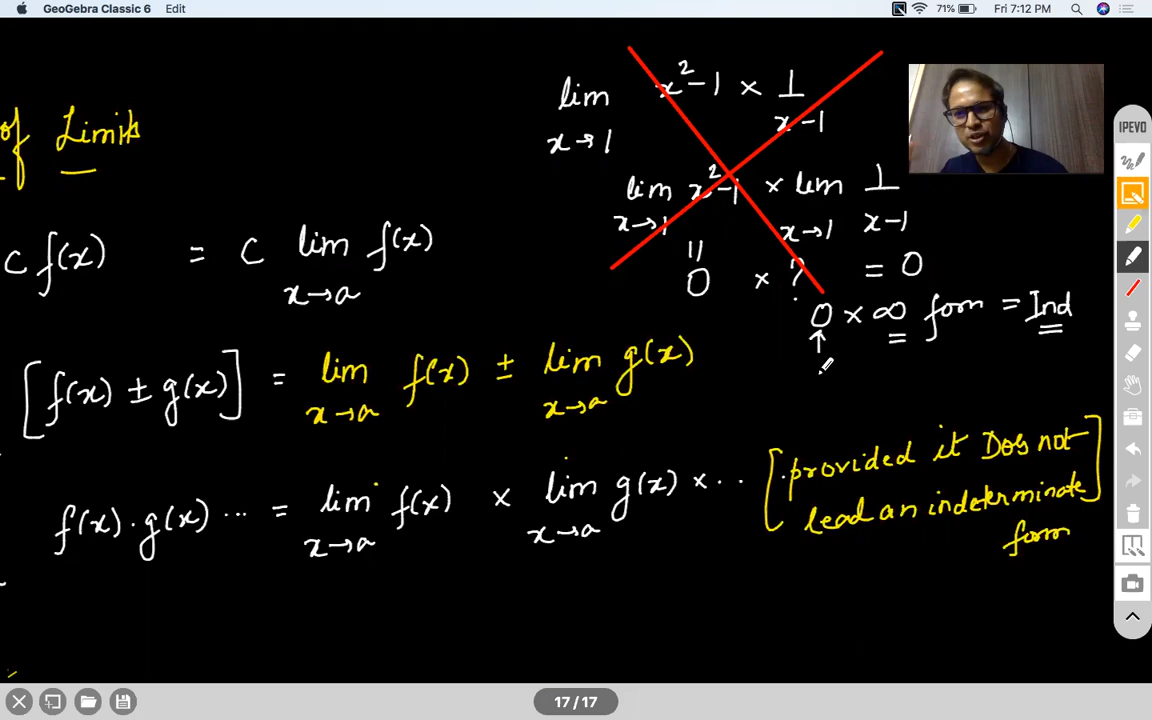 GeoGebra Classic 6 Edit
71% Fri 7:12 PM
of Limits
lim x²-1 × 1/x-1
x→1
lim x²-1 × lim 1/x-1
x→1 x→1
||
0 × ? = 0
0 × ∞ form = Ind
↑
c f(x) = c lim f(x)
x→a
[f(x) ± g(x)] = lim f(x) ± lim g(x)
x→a x→a
f(x)·g(x) ... = lim f(x) × lim g(x) × ..
x→a x→a
[provided it Does not
lead an indeterminate]
form
IPEVO
17/17